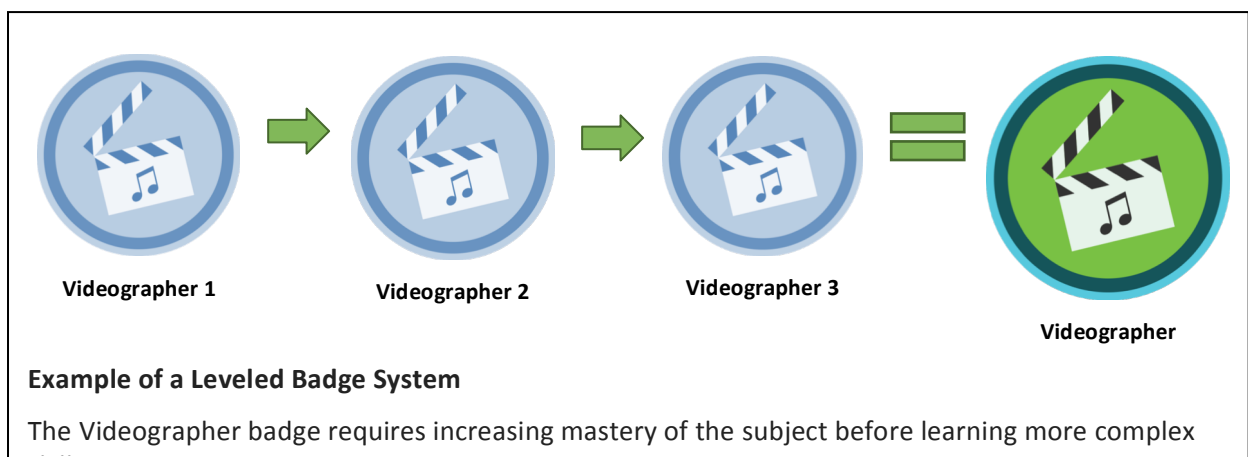 Videographer 1
Videographer 2
Videographer 3
Videographer
Example of a Leveled Badge System
The Videographer badge requires increasing mastery of the subject before learning more complex